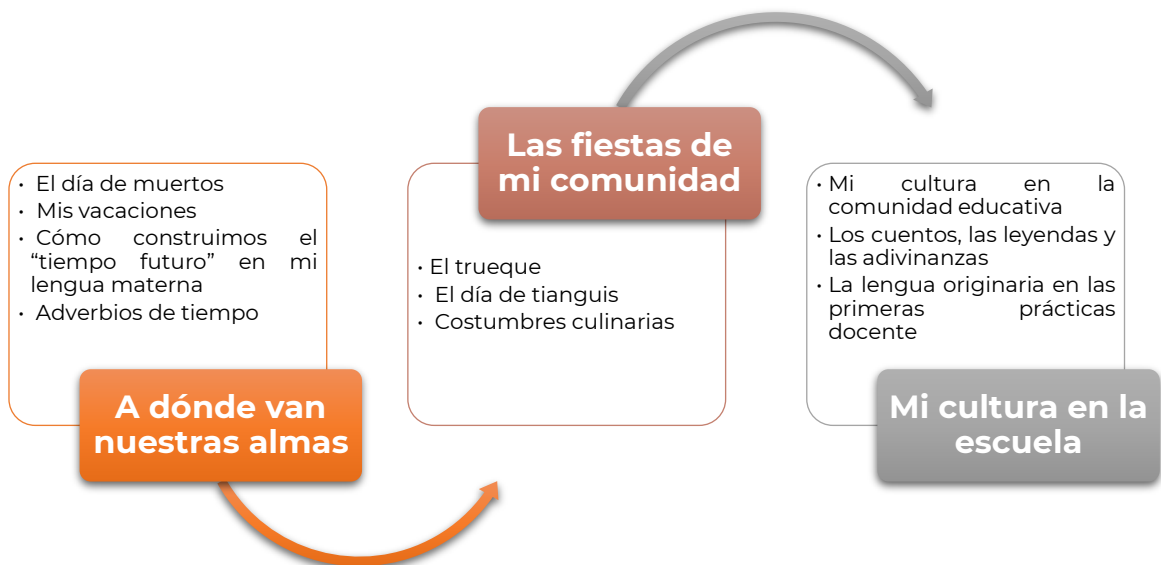 • El día de muertos
• Mis vacaciones
• Cómo construimos el
“tiempo futuro” en mi
lengua materna
• Adverbios de tiempo
A dónde van
nuestras almas
Las fiestas de
mi comunidad
• El trueque
• El día de tianguis
• Costumbres culinarias
• Mi cultura en la
comunidad educativa
• Los cuentos, las leyendas y
las adivinanzas
• La lengua originaria en las
primeras prácticas
docente
Mi cultura en la
escuela